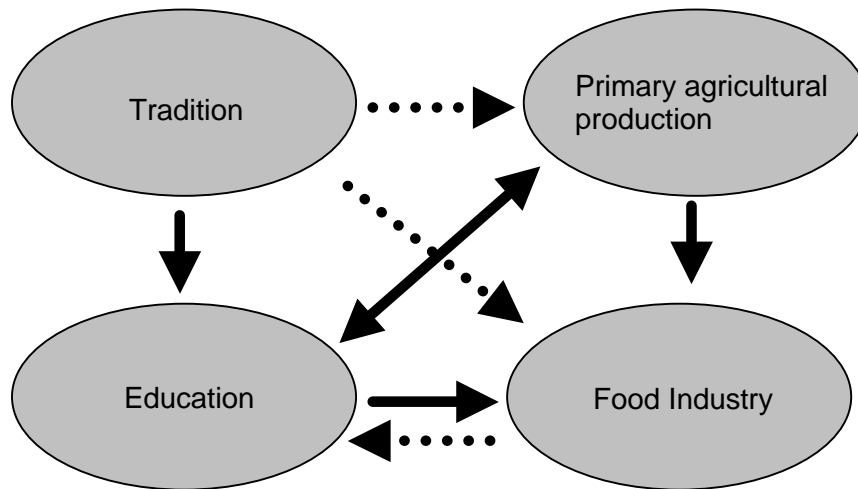 Tradition
Primary agricultural
production
Education
Food Industry